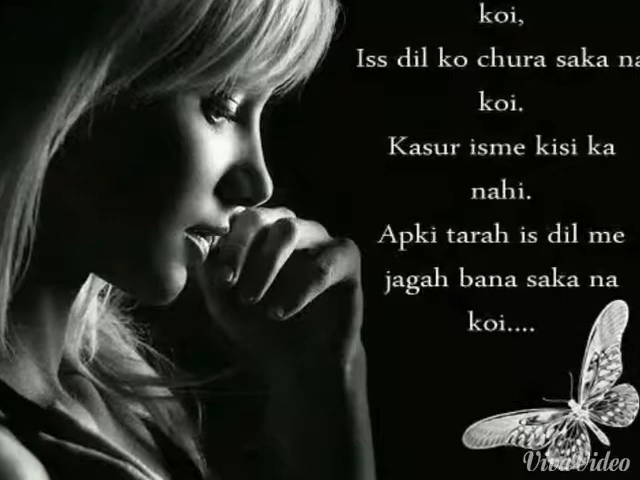 koi,
Iss dil ko chura saka na
koi.
Kasur isme kisi ka
nahi.
Apki tarah is dil me
jagah bana saka na
koi....
VivaVideo